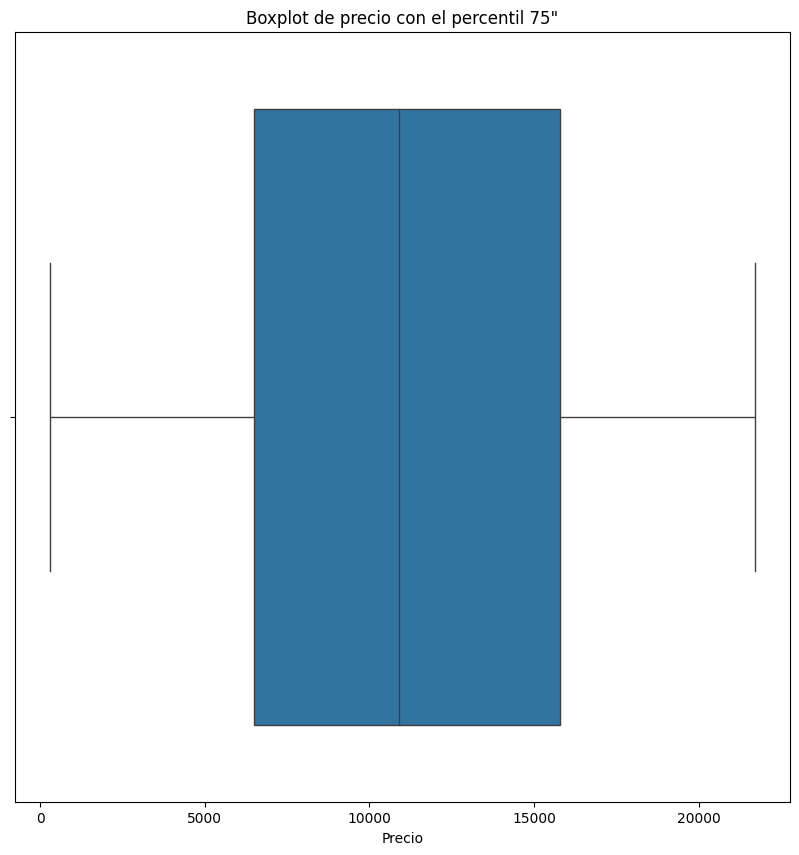 Boxplot de precio con el percentil 75"
0 5000 10000 15000 20000
Precio